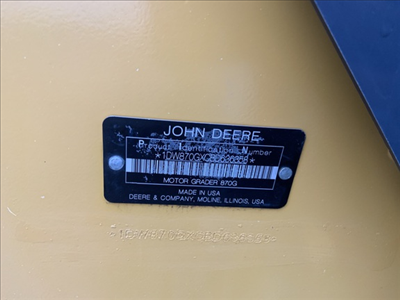 JOHN DEERE
Product Identification Number
P I N
MOTOR GRADER 870G
MADE IN USA
DEERE & COMPANY, MOLINE, ILLINOIS, USA